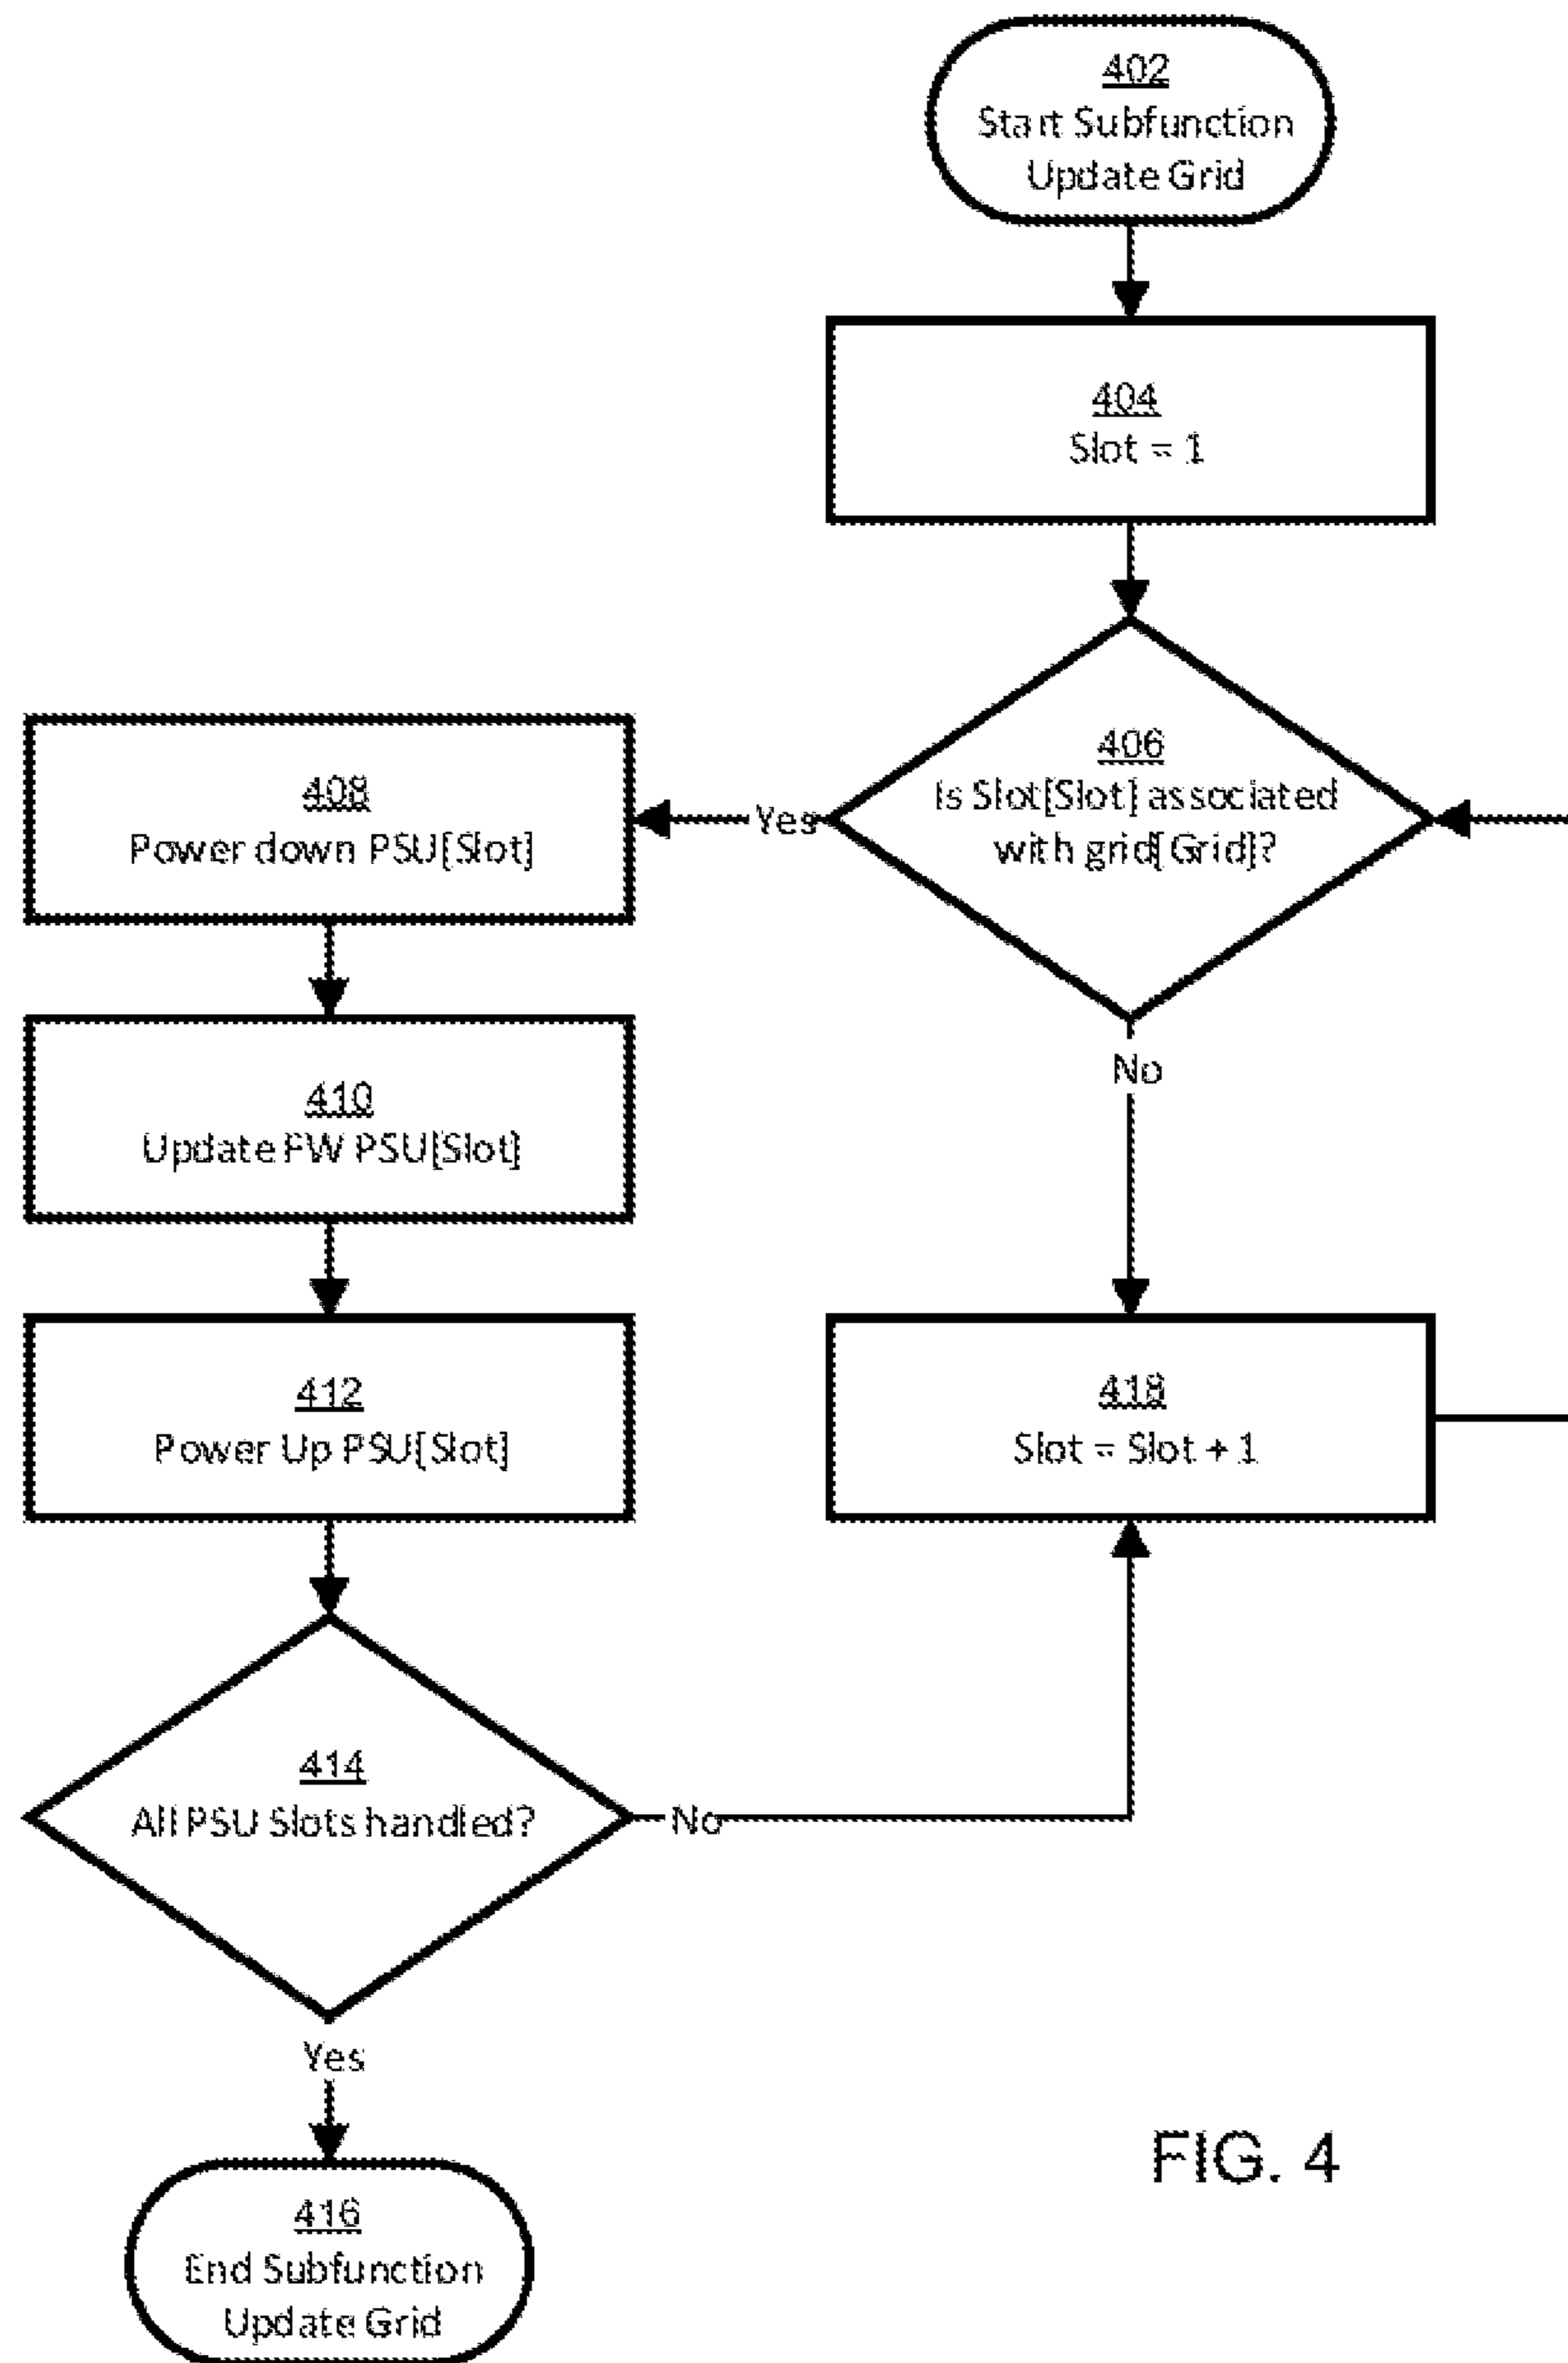 402
Start Subfunction
Update Grid
404
Slot = 1
406
Is Slot[Slot] associated
with grid[Grid]?
Yes
No
408
Power down PSU[Slot]
410
Update FW PSU[Slot]
412
Power Up PSU[Slot]
418
Slot = Slot + 1
414
All PSU Slots handled?
No
Yes
416
End Subfunction
Update Grid
FIG. 4